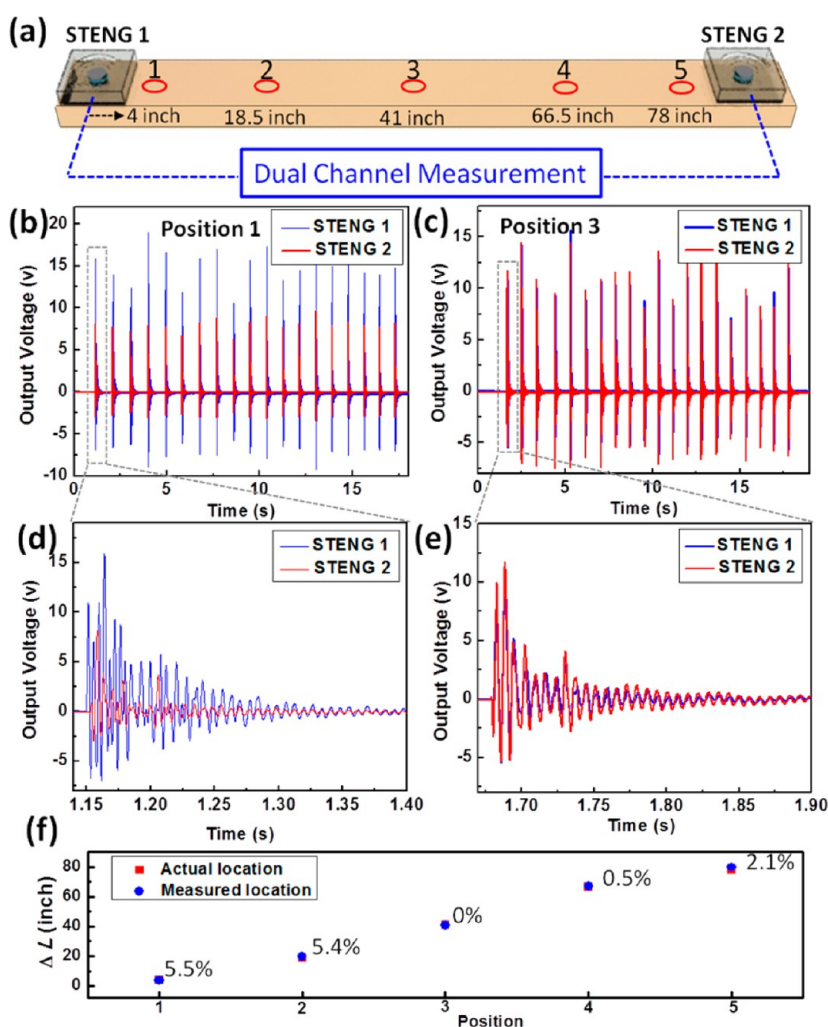 (a)
STENG 1
STENG 2
1 2 3 4 5
4 inch 18.5 inch 41 inch 66.5 inch 78 inch
Dual Channel Measurement
(b)
Position 1
STENG 1
STENG 2
Output Voltage (v)
20
15
10
5
0
-5
-10
0 5 10 15
Time (s)
(c)
Position 3
STENG 1
STENG 2
Output Voltage (v)
15
10
5
0
-5
0 5 10 15
Time (s)
(d)
STENG 1
STENG 2
Output Voltage (v)
15
10
5
0
-5
1.15 1.20 1.25 1.30 1.35 1.40
Time (s)
(e)
STENG 1
STENG 2
Output Voltage (v)
15
10
5
0
-5
1.70 1.75 1.80 1.85 1.90
Time (s)
(f)
Actual location
Measured location
Δ L (inch)
80
60
40
20
0
5.5%
5.4%
0%
0.5%
2.1%
1 2 3 4 5
Position